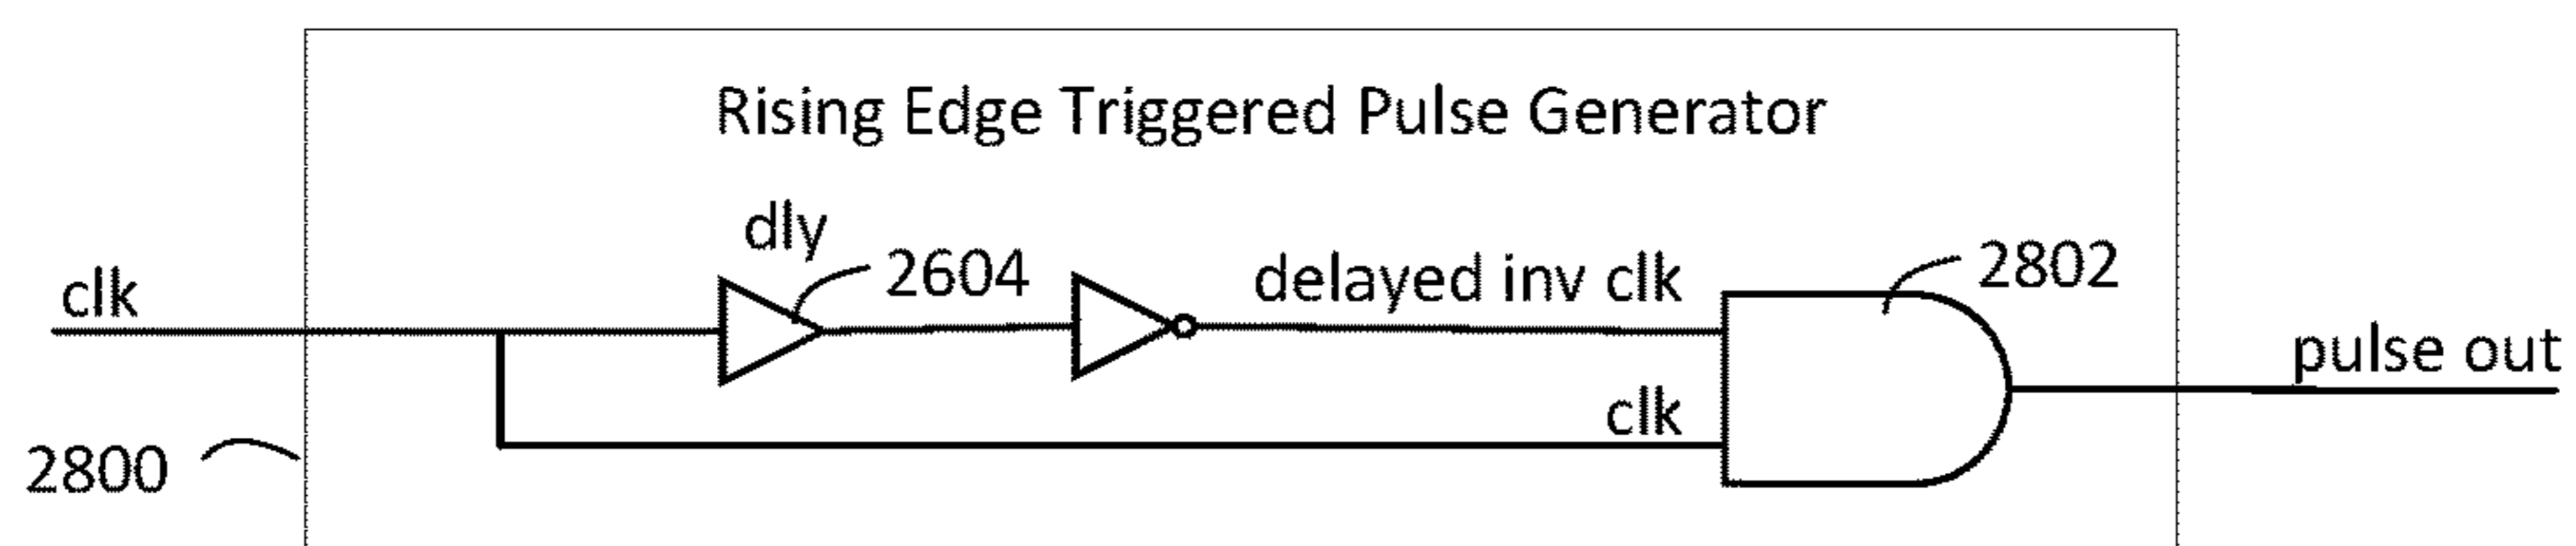 Rising Edge Triggered Pulse Generator
dly
2604
clk
delayed inv clk
2802
pulse out
clk
2800